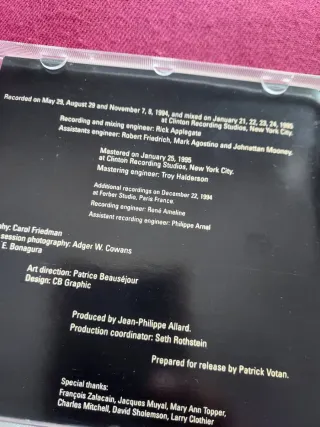 Recorded on May 28, August 29 and November 7, 8, 1994, and mixed on January 21, 22, 23, 24, 1995
at Clinton Recording Studios, New York City.
Recording and mixing engineer: Rick Applegate
Assistants engineer: Robert Friedrich, Mark Agostino and Johnattan Mooney.
Mastered on January 25, 1995
at Clinton Recording Studios, New York City.
Mastering engineer: Troy Halderson
Additional recordings on December 22, 1994
at Ferber Studio, Paris France.
Recording engineer: René Ameline
Assistant recording engineer: Philippe Arnal
phy: Carol Friedman
session photography: Adger W. Cowans
E. Bonagura
Art direction: Patrice Beauséjour
Design: CB Graphic
Produced by Jean-Philippe Allard.
Production coordinator: Seth Rothstein
Prepared for release by Patrick Votan.
Special thanks:
François Zalacain, Jacques Muyal, Mary Ann Topper,
Charles Mitchell, David Sholemson, Larry Clothier